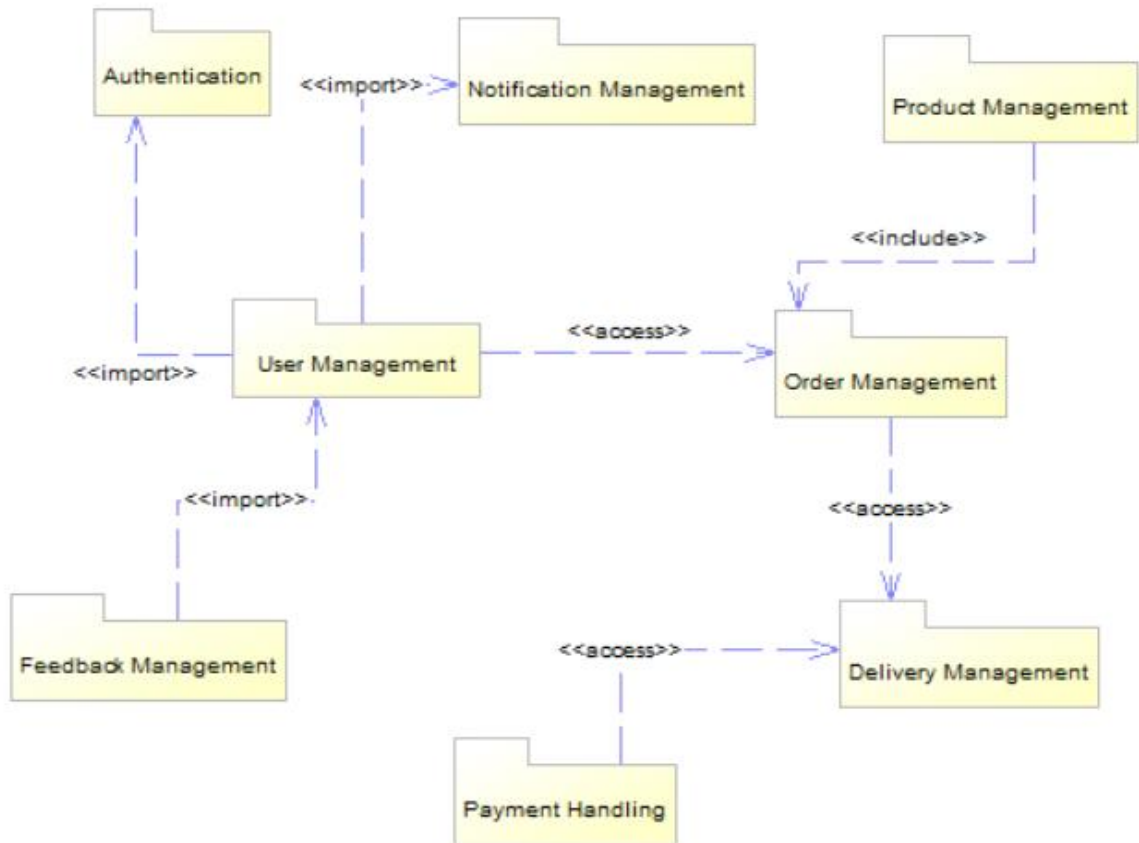 Authentication
<<import>>
Notification Management
Product Management
<<include>>
<<access>>
<<import>>
User Management
Order Management
<<import>>
<<access>>
Feedback Management
<<access>>
Delivery Management
Payment Handling